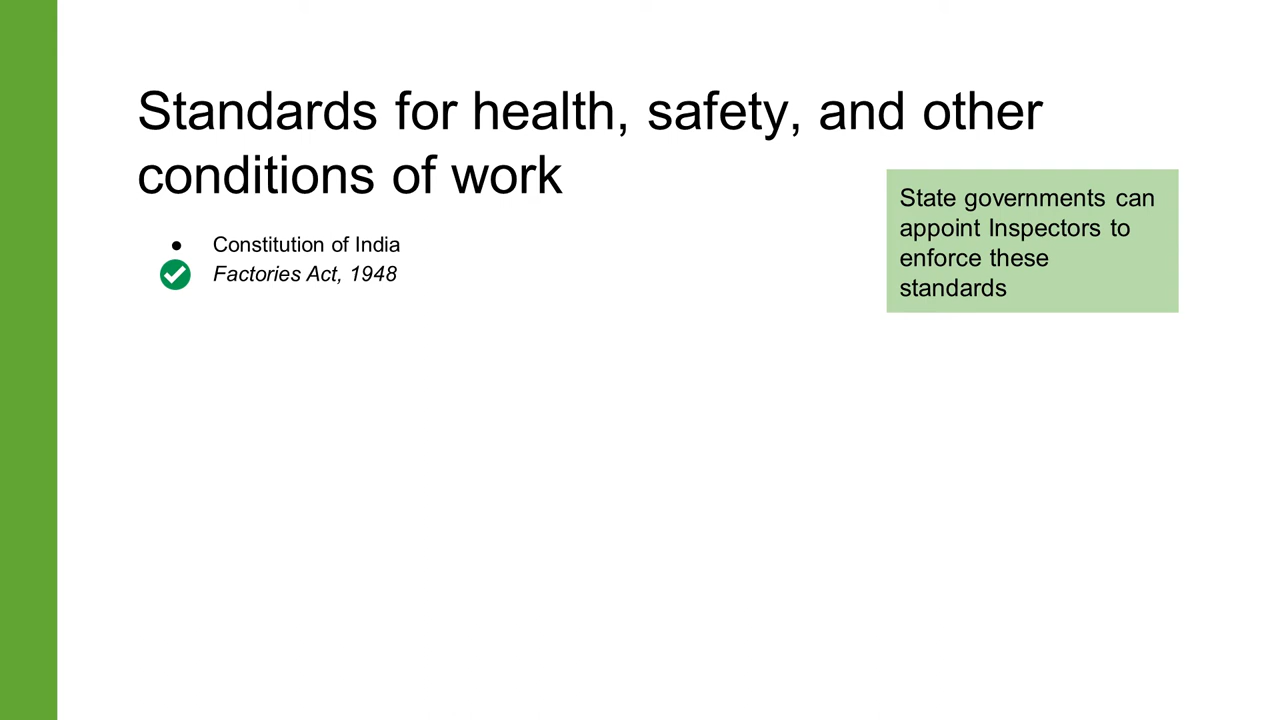 Standards for health, safety, and other
conditions of work
● Constitution of India
Factories Act, 1948
State governments can
appoint Inspectors to
enforce these
standards